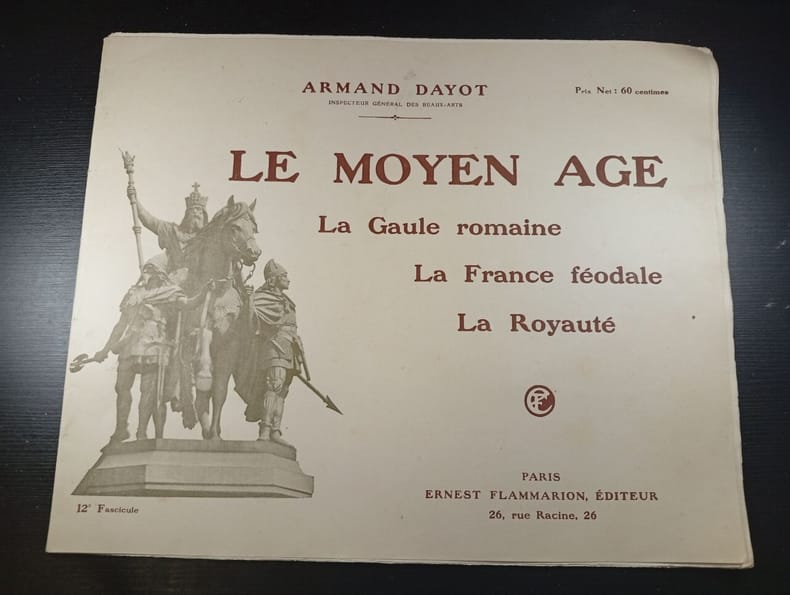 ARMAND DAYOT
INSPECTEUR GÉNÉRAL DES BEAUX-ARTS
Prix Net : 60 centimes
LE MOYEN AGE
La Gaule romaine
La France féodale
La Royauté
PARIS
ERNEST FLAMMARION, ÉDITEUR
26, rue Racine, 26
12e Fascicule